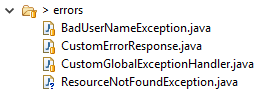 > errors
BadUserNameException.java
CustomErrorResponse.java
CustomGlobalExceptionHandler.java
ResourceNotFoundException.java